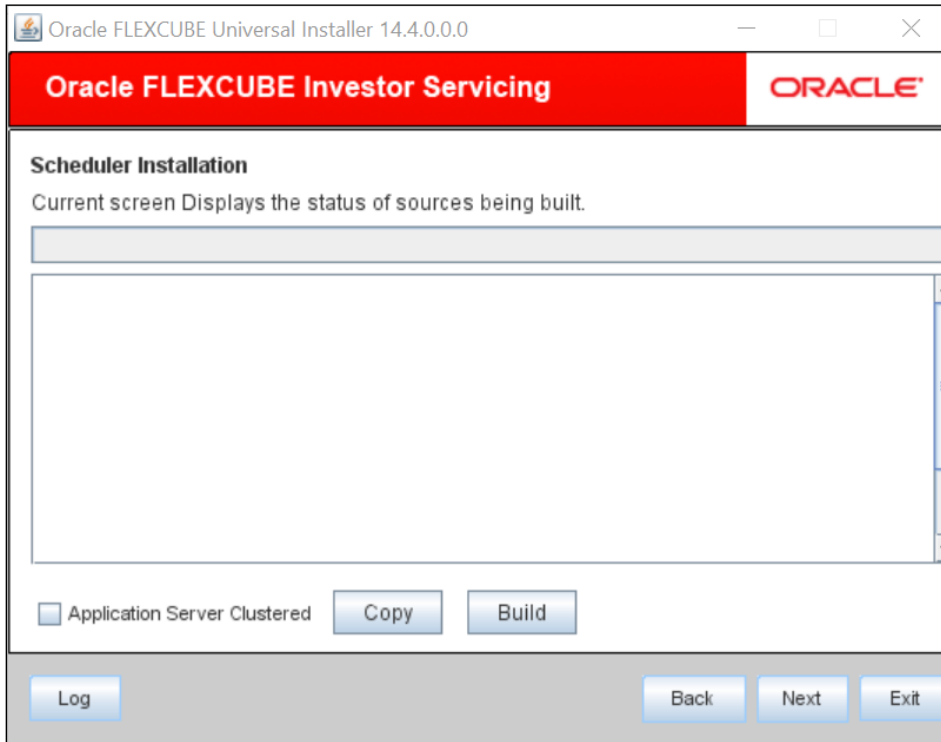 Oracle FLEXCUBE Universal Installer 14.4.0.0.0
Oracle FLEXCUBE Investor Servicing
ORACLE
Scheduler Installation
Current screen Displays the status of sources being built.
Application Server Clustered
Copy
Build
Log
Back
Next
Exit